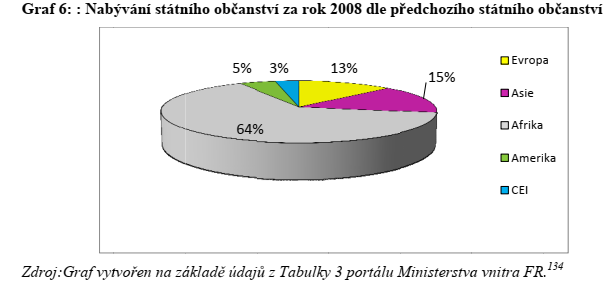 Graf 6: : Nabývání státního občanství za rok 2008 dle předchozího státního občanství
5% 3% 13%
15%
64%
Evropa
Asie
Afrika
Amerika
CEI
Zdroj:Graf vytvořen na základě údajů z Tabulky 3 portálu Ministerstva vnitra FR.134